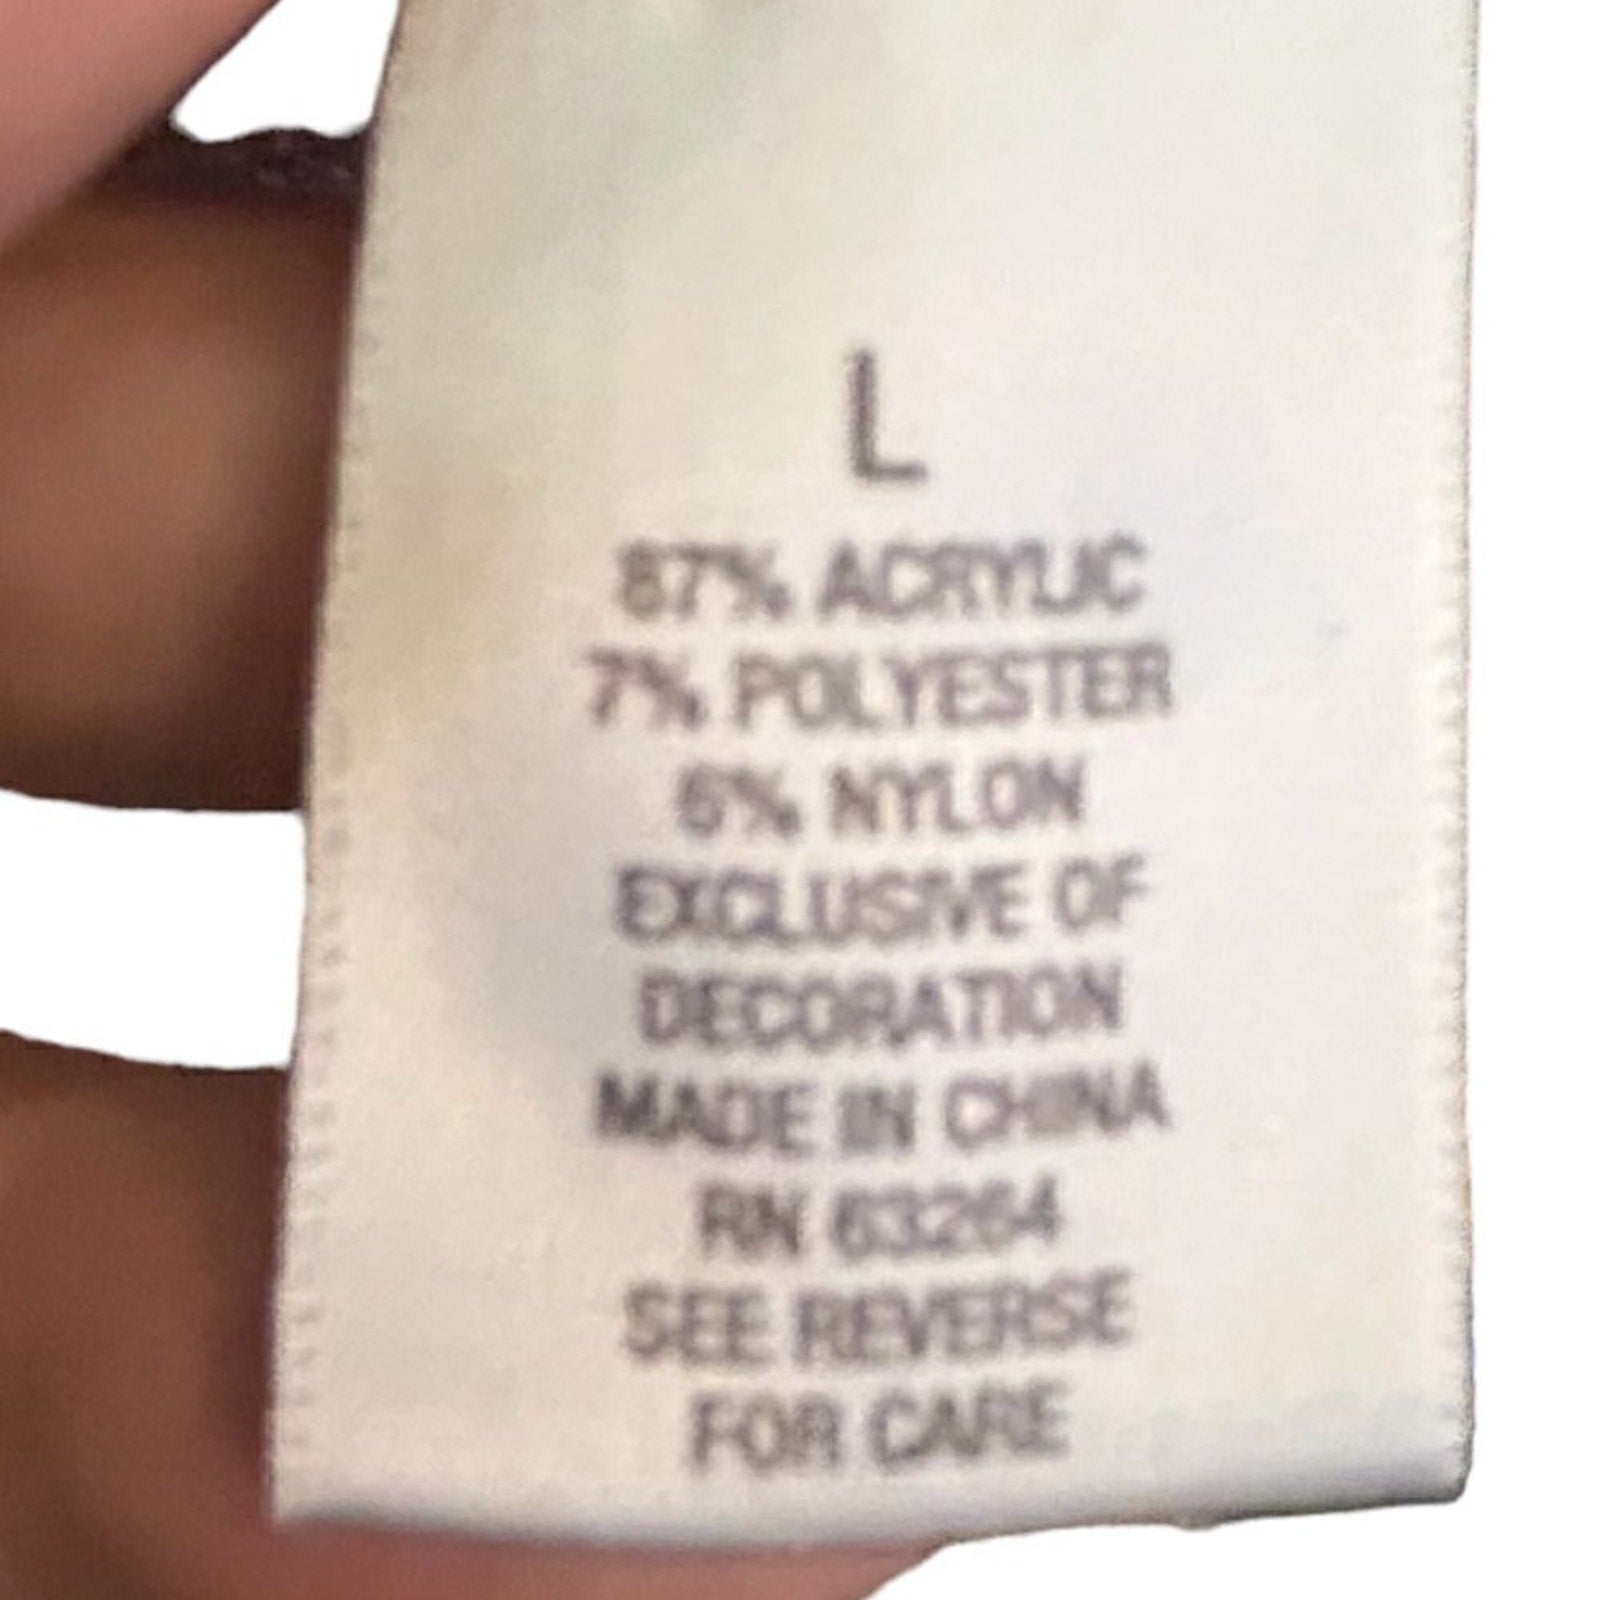 L
87% ACRYLIC
7% POLYESTER
6% NYLON
EXCLUSIVE OF
DECORATION
MADE IN CHINA
RN 63264
SEE REVERSE
FOR CARE